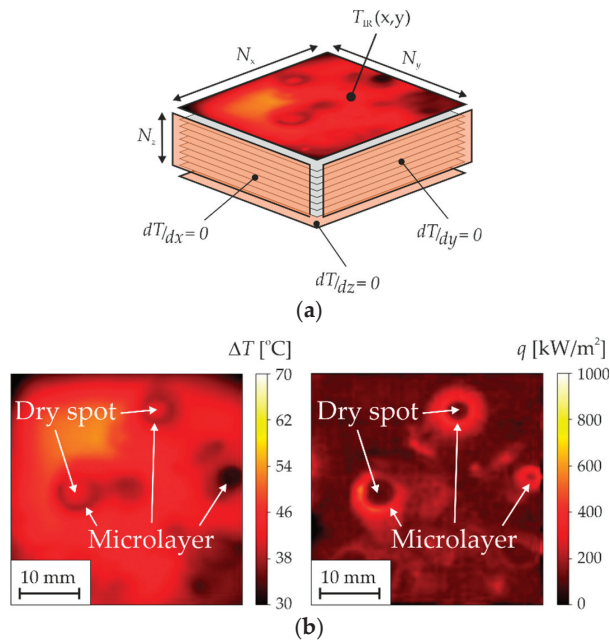 T_IR(x,y)
N_x
N_y
N_z
dT/dx = 0
dT/dy = 0
dT/dz = 0
(a)
ΔT [°C]
q [kW/m²]
70
62
54
46
38
30
1000
800
600
400
200
0
Dry spot
Microlayer
10 mm
Dry spot
Microlayer
10 mm
(b)